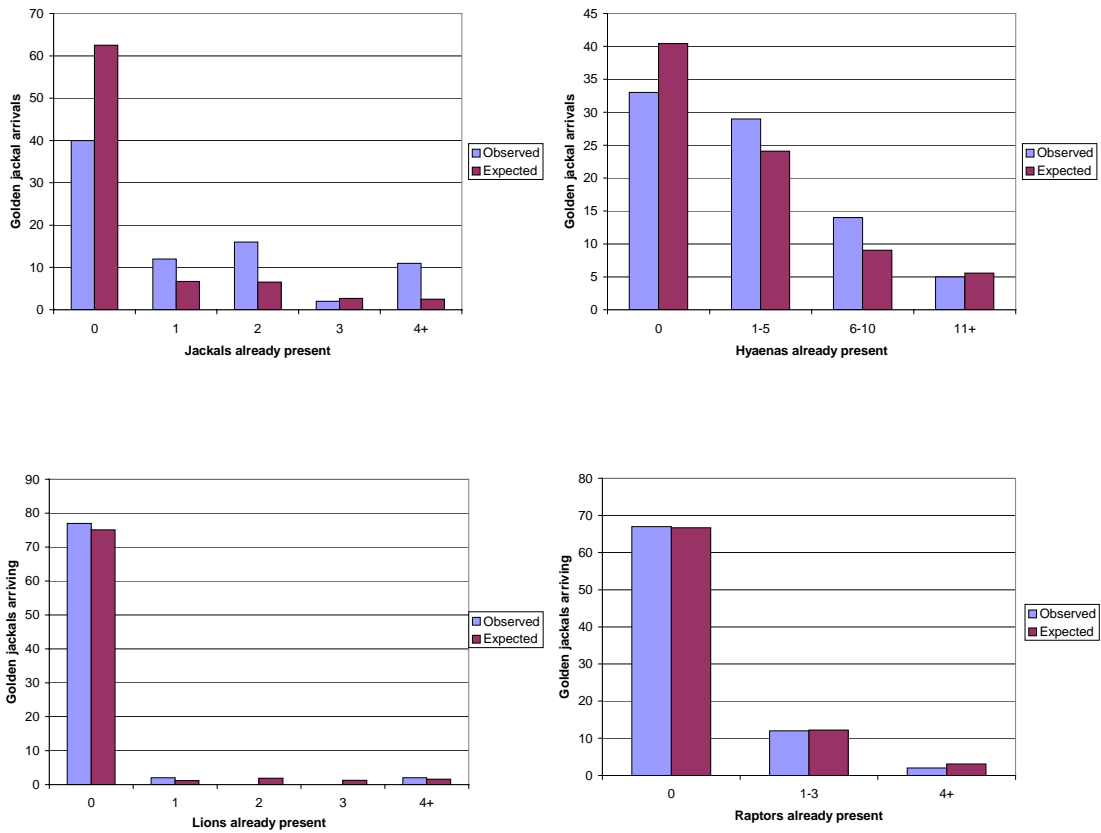 70
60
50
40
30
20
10
0
Golden jackal arrivals
0 1 2 3 4+
Jackals already present
Observed
Expected
45
40
35
30
25
20
15
10
5
0
Golden jackal arrivals
0 1-5 6-10 11+
Hyaenas already present
Observed
Expected
90
80
70
60
50
40
30
20
10
0
Golden jackals arriving
0 1 2 3 4+
Lions already present
Observed
Expected
80
70
60
50
40
30
20
10
0
Golden jackals arriving
0 1-3 4+
Raptors already present
Observed
Expected